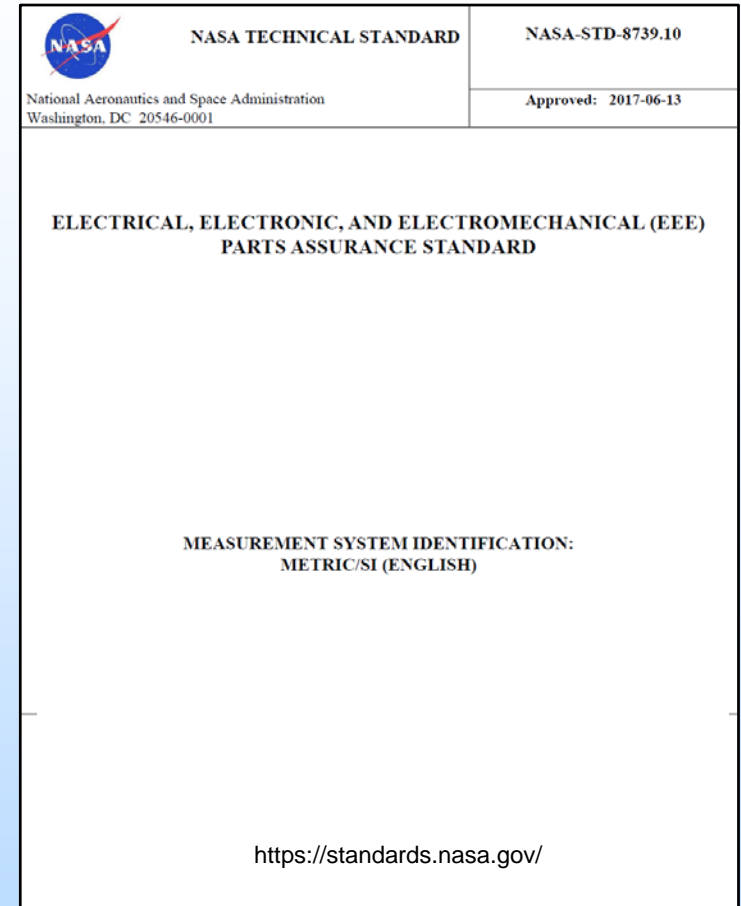 NASA
NASA TECHNICAL STANDARD
NASA-STD-8739.10
National Aeronautics and Space Administration
Washington, DC 20546-0001
Approved: 2017-06-13
ELECTRICAL, ELECTRONIC, AND ELECTROMECHANICAL (EEE)
PARTS ASSURANCE STANDARD
MEASUREMENT SYSTEM IDENTIFICATION:
METRIC/SI (ENGLISH)
https://standards.nasa.gov/